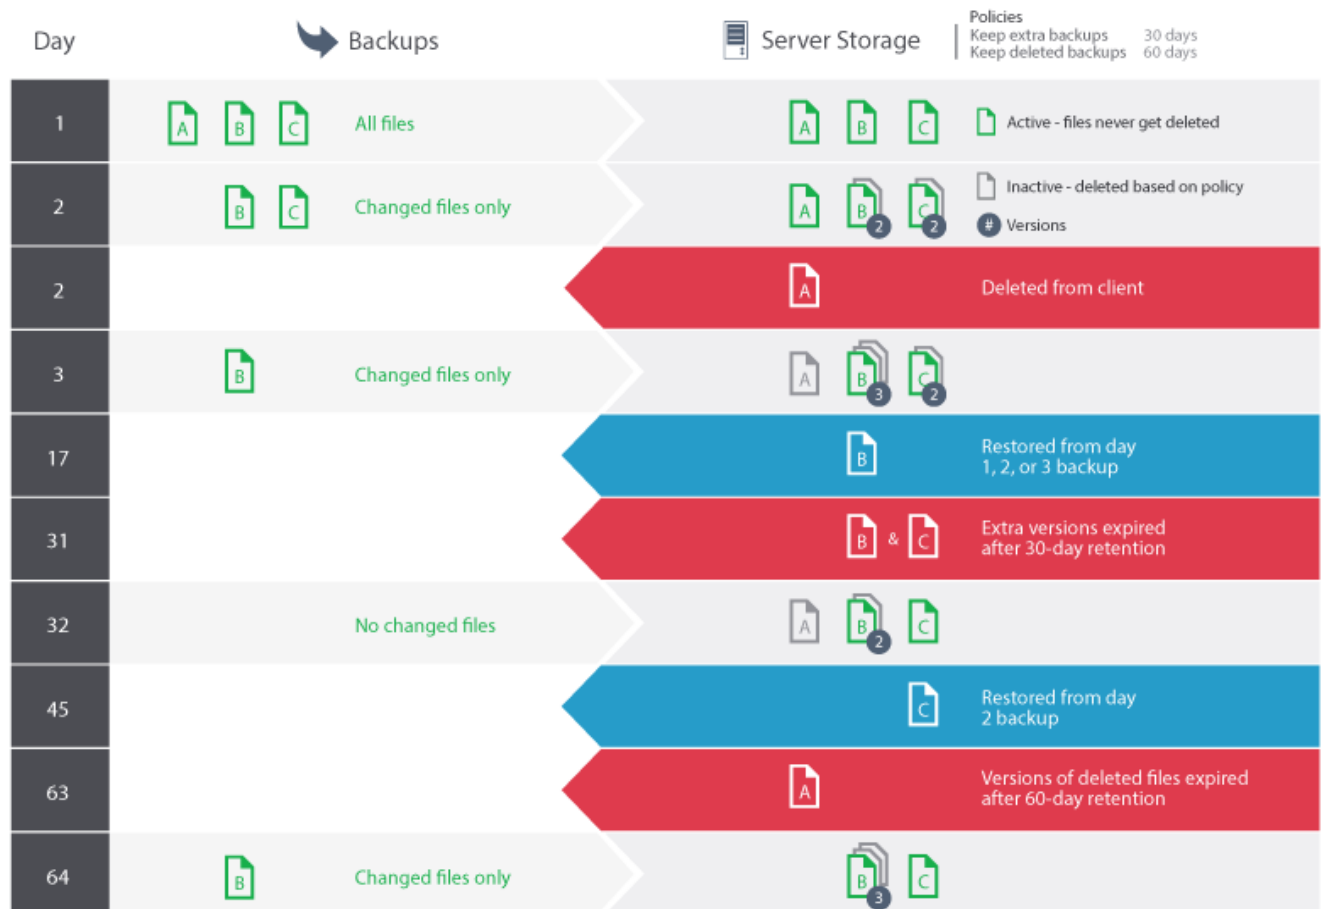 Day
Backups
Server Storage
Policies
Keep extra backups 30 days
Keep deleted backups 60 days
1
A B C
All files
A B C
Active - files never get deleted
2
B C
Changed files only
A B 2 C 2
Inactive - deleted based on policy
# Versions
2
A
Deleted from client
3
B
Changed files only
A B 3 C 2
17
B
Restored from day
1, 2, or 3 backup
31
B & C
Extra versions expired
after 30-day retention
32
No changed files
A B 2 C
45
C
Restored from day
2 backup
63
A
Versions of deleted files expired
after 60-day retention
64
B
Changed files only
B 3 C